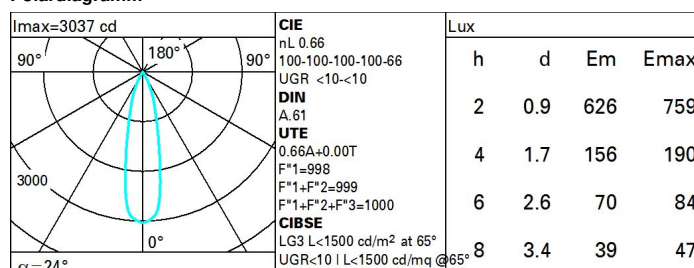 Imax=3037 cd
90° 180° 90°
3000
0°
α=24°
CIE
nL 0.66
100-100-100-100-66
UGR <10-<10
DIN
A.61
UTE
0.66A+0.00T
F"1=998
F"1+F"2=999
F"1+F"2+F"3=1000
CIBSE
LG3 L<1500 cd/m² at 65°
UGR<10 | L<1500 cd/mq @65°
Lux
h d Em Emax
2 0.9 626 759
4 1.7 156 190
6 2.6 70 84
8 3.4 39 47